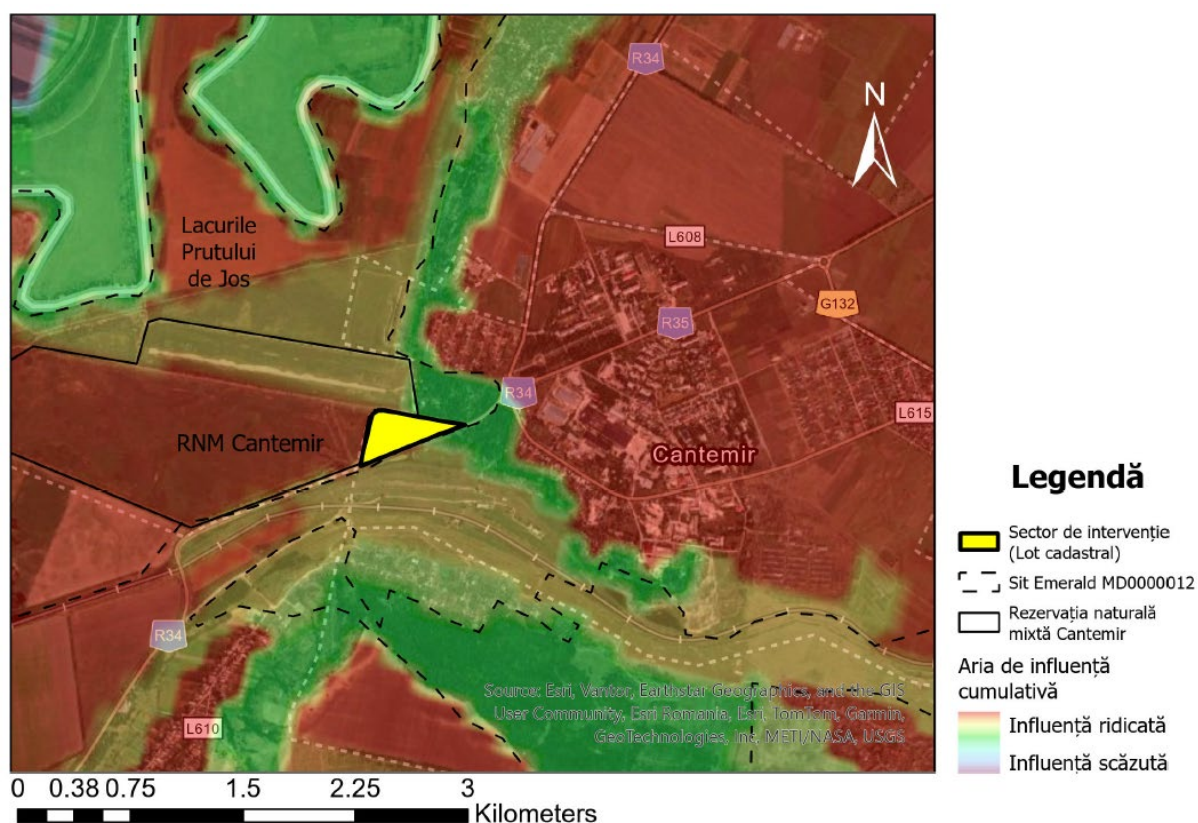 R34
N
Lacurile
Prutului
de Jos
L608
G132
R35
R34
L615
RNM Cantemir
Cantemir
R34
L610
Source: Esri, Vantor, Earthstar Geographics, and the GIS
User Community, Esri Romania, Esri, TomTom, Garmin,
GeoTechnologies, Inc, METI/NASA, USGS
Legendă
Sector de intervenție
(Lot cadastral)
Sit Emerald MD0000012
Rezervația naturală
mixtă Cantemir
Aria de influență
cumulativă
Influență ridicată
Influență scăzută
0 0.38 0.75 1.5 2.25 3
Kilometers